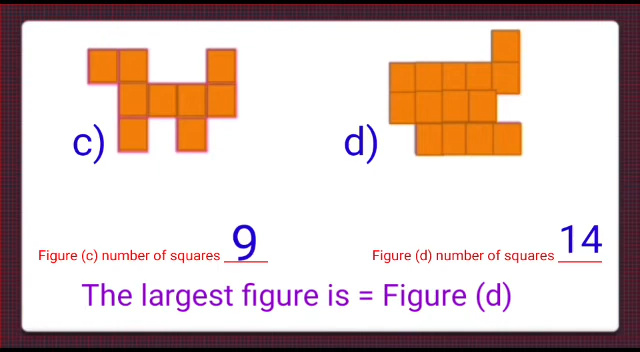 c)
d)
Figure (c) number of squares 9
Figure (d) number of squares 14
The largest figure is = Figure (d)